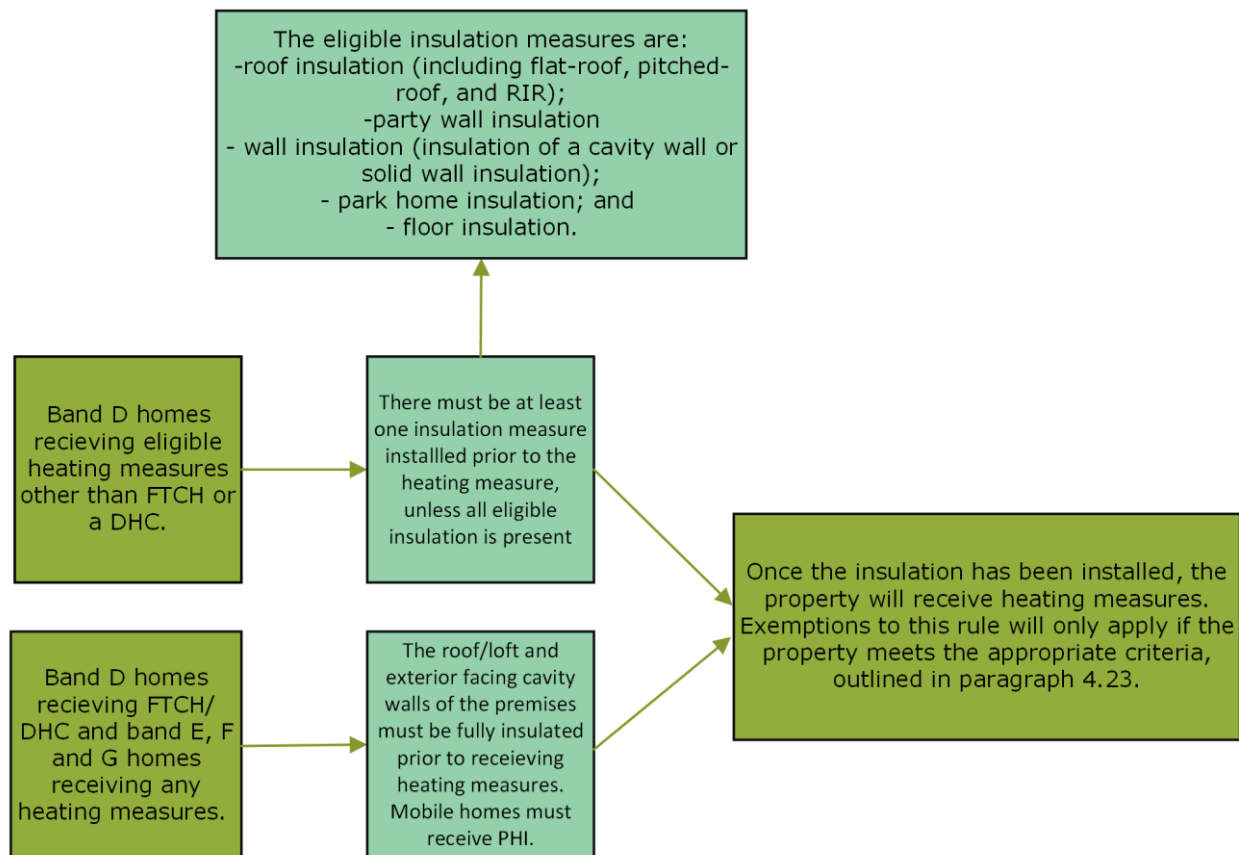 The eligible insulation measures are:
-roof insulation (including flat-roof, pitched-
roof, and RIR);
-party wall insulation
- wall insulation (insulation of a cavity wall or
solid wall insulation);
- park home insulation; and
- floor insulation.
Band D homes
recieving eligible
heating measures
other than FTCH or
a DHC.
There must be at least
one insulation measure
installled prior to the
heating measure,
unless all eligible
insulation is present
Band D homes
recieving FTCH/
DHC and band E, F
and G homes
receiving any
heating measures.
The roof/loft and
exterior facing cavity
walls of the premises
must be fully insulated
prior to receieving
heating measures.
Mobile homes must
receive PHI.
Once the insulation has been installed, the
property will receive heating measures.
Exemptions to this rule will only apply if the
property meets the appropriate criteria,
outlined in paragraph 4.23.